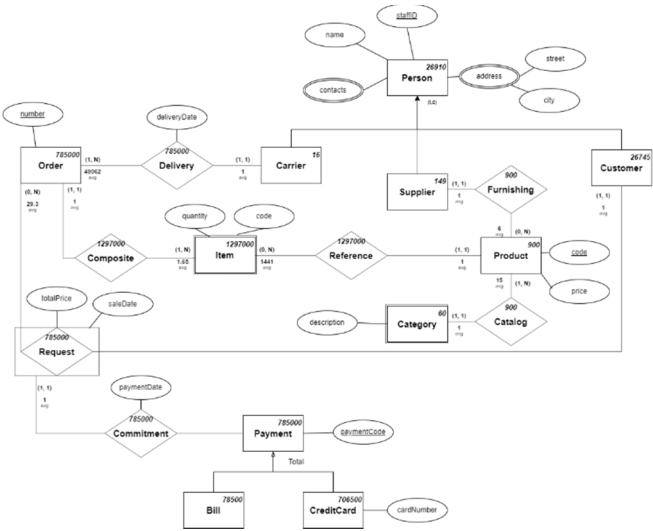 staffID
name
26910
Person
contacts
address
street
city
(t,e)
number
deliveryDate
785000
Order
(1, N)
49062
avg
785000
Delivery
(1, 1)
1
avg
16
Carrier
149
Supplier
(1, 1)
1
avg
900
Furnishing
26745
Customer
(0, N)
29.3
avg
(1, 1)
1
avg
(1, 1)
1
avg
quantity
code
6
avg
(0, N)
1297000
Composite
(1, N)
1.65
avg
1297000
Item
(0, N)
1441
avg
1297000
Reference
(1, 1)
1
avg
900
Product
code
price
15
avg
(1, N)
totalPrice
saleDate
description
60
Category
(1, 1)
1
avg
900
Catalog
785000
Request
(1, 1)
1
avg
paymentDate
785000
Commitment
785000
Payment
paymentCode
Total
78500
Bill
706500
CreditCard
cardNumber